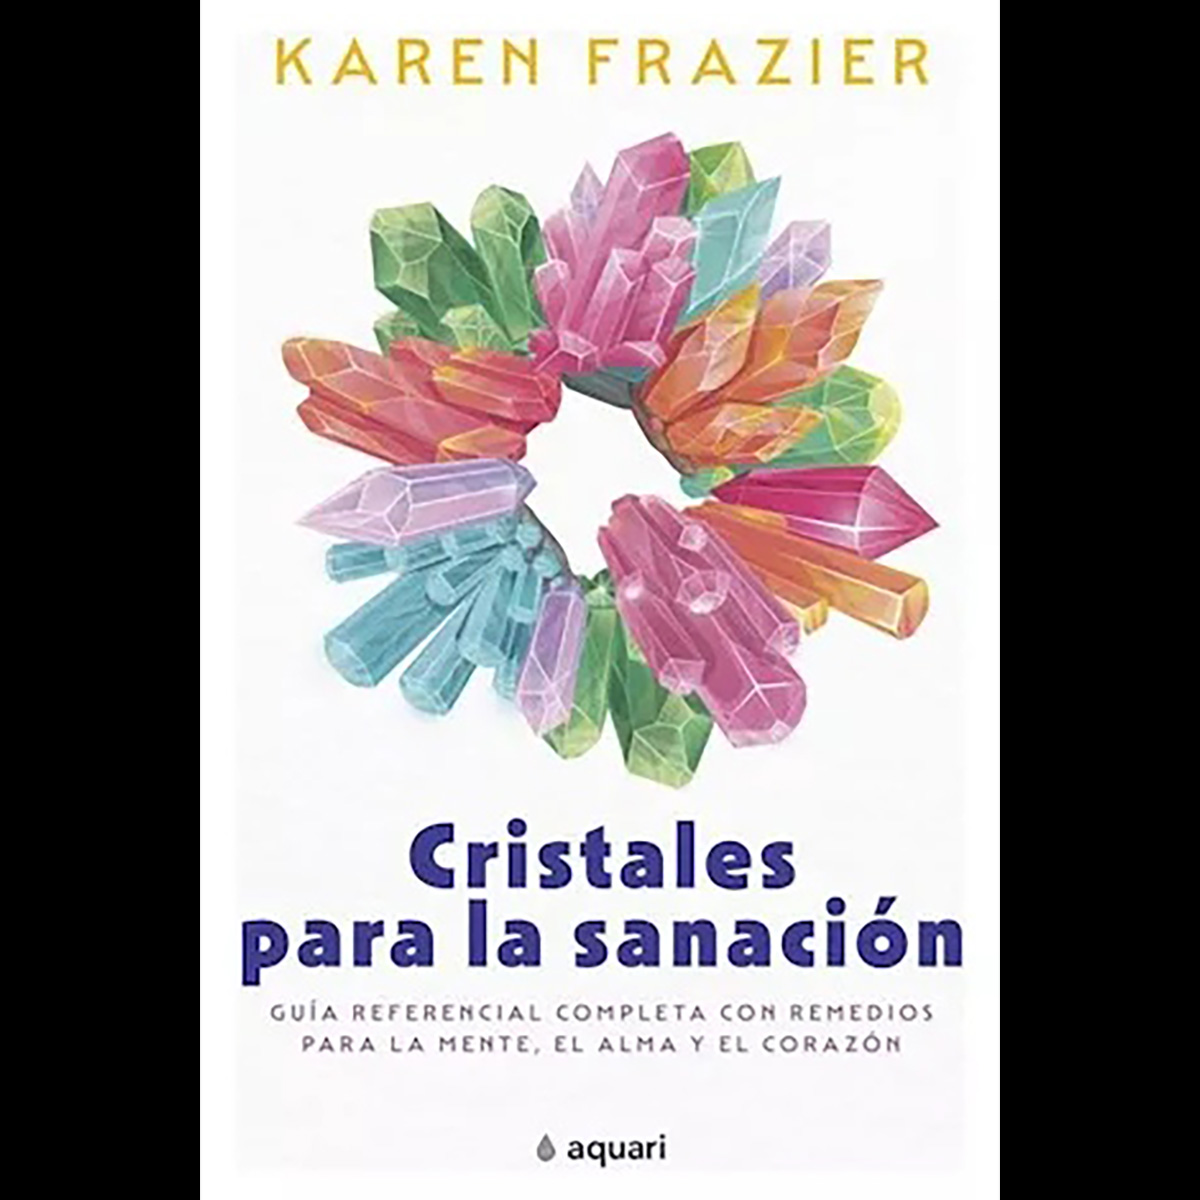 KAREN FRAZIER
Cristales
para la sanación
GUÍA REFERENCIAL COMPLETA CON REMEDIOS
PARA LA MENTE, EL ALMA Y EL CORAZÓN
aquari